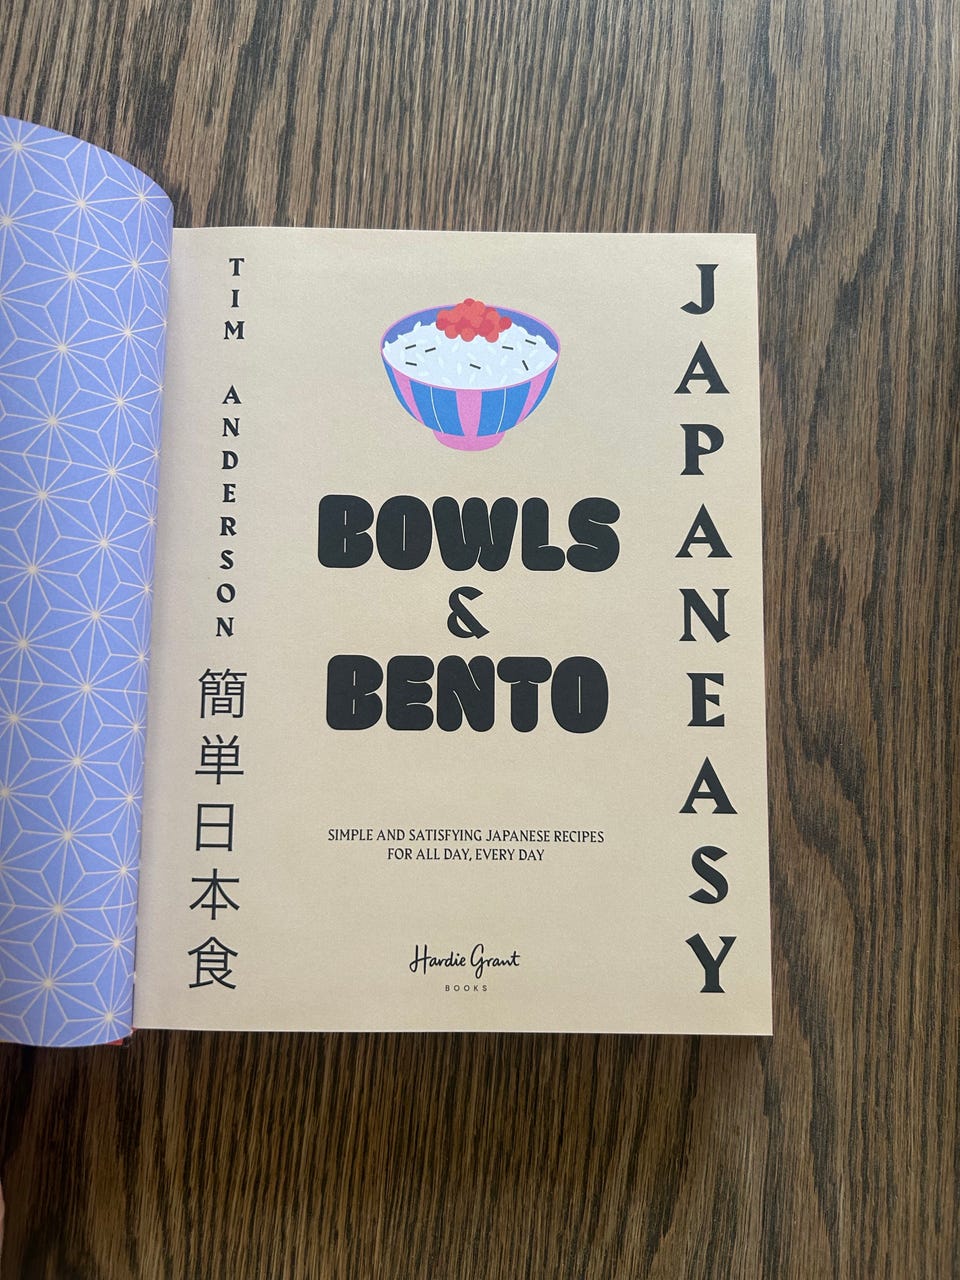 TIM ANDERSON
簡単日本食
BOWLS
&
BENTO
SIMPLE AND SATISFYING JAPANESE RECIPES
FOR ALL DAY, EVERY DAY
Hardie Grant
BOOKS
JAPANEASY